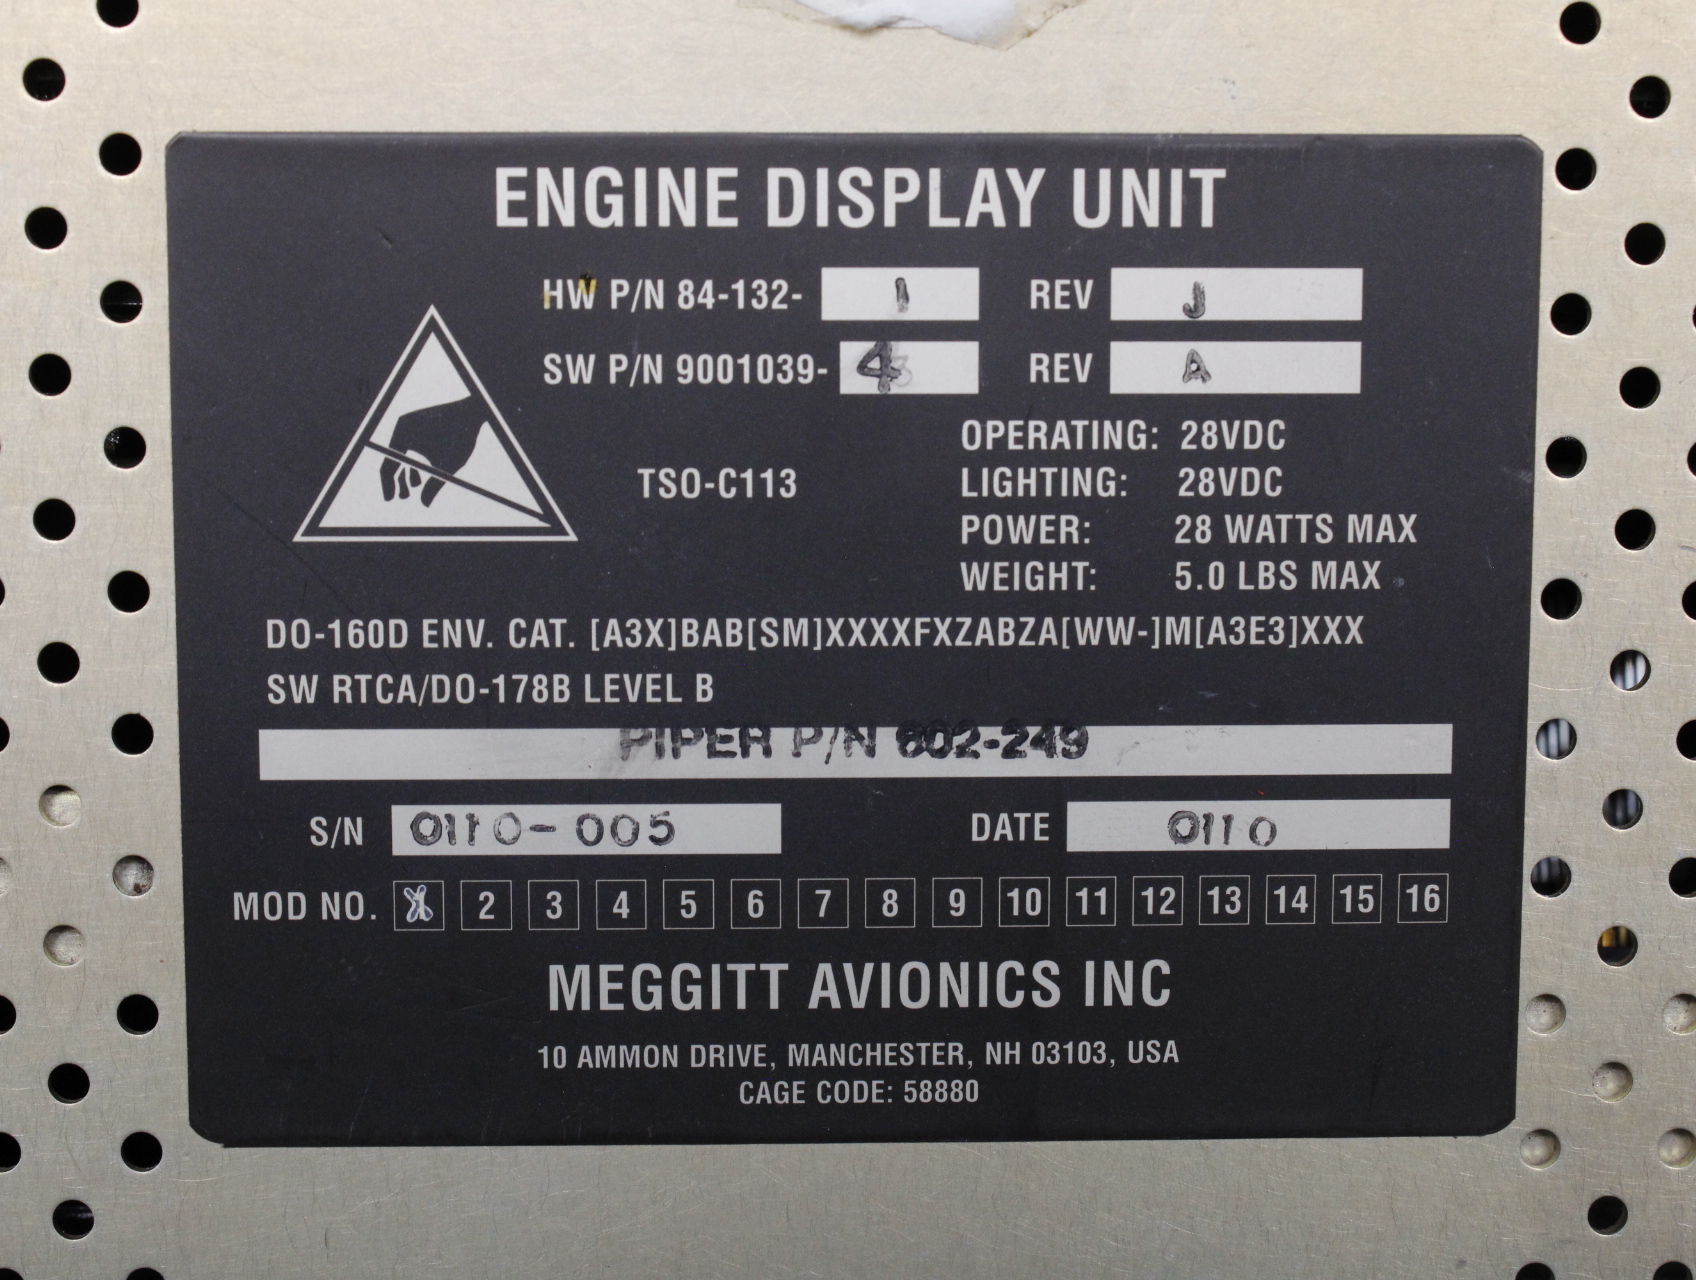 ENGINE DISPLAY UNIT
HW P/N 84-132- 1 REV J
SW P/N 9001039- 4 REV A
OPERATING: 28VDC
TSO-C113 LIGHTING: 28VDC
POWER: 28 WATTS MAX
WEIGHT: 5.0 LBS MAX
DO-160D ENV. CAT. [A3X]BAB[SM]XXXXFXZABZA[WW-]M[A3E3]XXX
SW RTCA/DO-178B LEVEL B
PIPER P/N 602-249
S/N 0110-005 DATE 0110
MOD NO. X 2 3 4 5 6 7 8 9 10 11 12 13 14 15 16
MEGGITT AVIONICS INC
10 AMMON DRIVE, MANCHESTER, NH 03103, USA
CAGE CODE: 58880